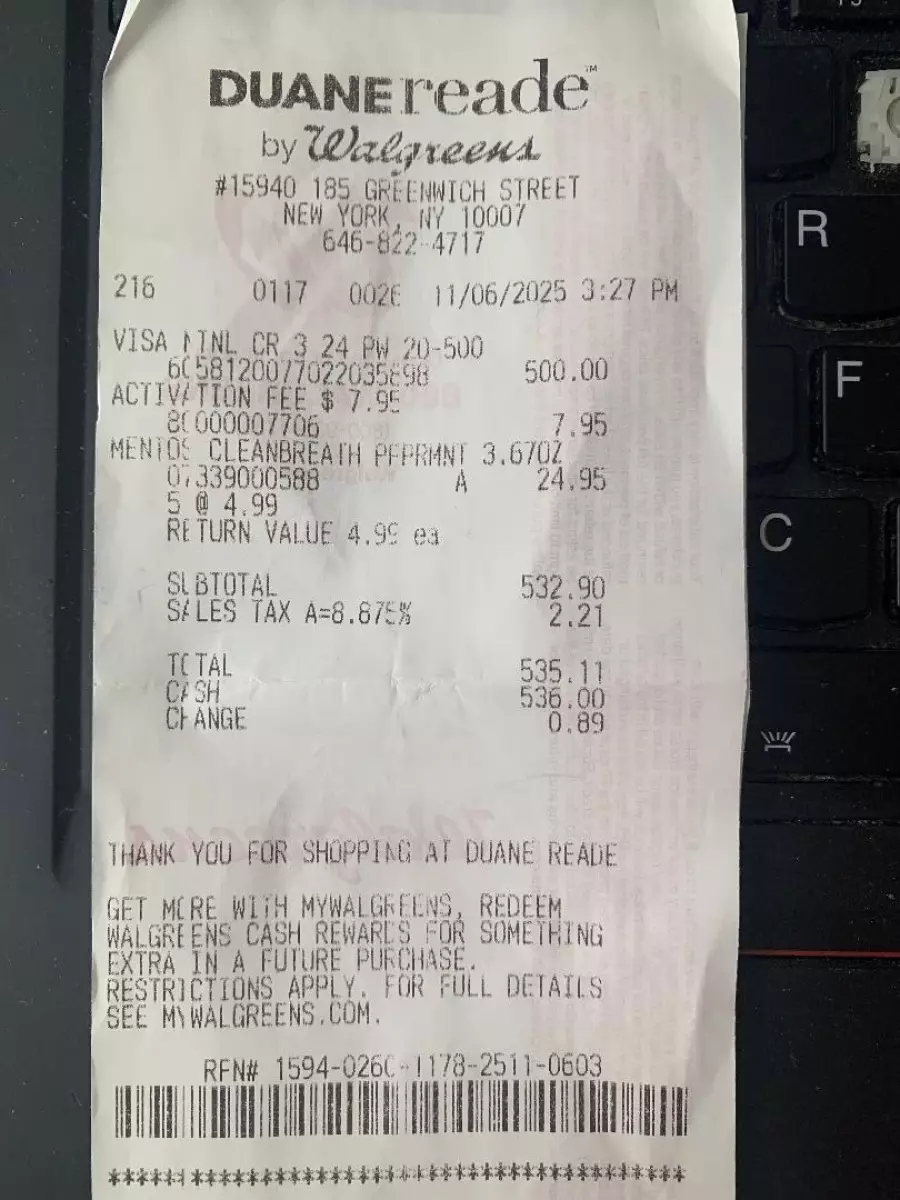 DUANEreade™
by Walgreens
#15940 185 GREENWICH STREET
NEW YORK, NY 10007
646-822-4717
216 0117 0026 11/06/2025 3:27 PM
VISA CR 3 24 PW 20-500
500.00
ACTIVATION FEE $ 7.95
80000007706 7.95
MENTOS CLEANBREATH PEPRMNT 3.67OZ
07339000588 A 24.95
5 @ 4.99
RETURN VALUE 4.99 ea
SUBTOTAL 532.90
SALES TAX A=8.875% 2.21
TOTAL 535.11
CASH 536.00
CHANGE 0.89
THANK YOU FOR SHOPPING AT DUANE READE
GET MORE WITH MYWALGREENS, REDEEM
WALGREENS CASH REWARDS FOR SOMETHING
EXTRA IN A FUTURE PURCHASE.
RESTRICTIONS APPLY. FOR FULL DETAILS
SEE MYWALGREENS.COM.
RFN# 1594-0260-1178-2511-0603
****************************************
R
F
C